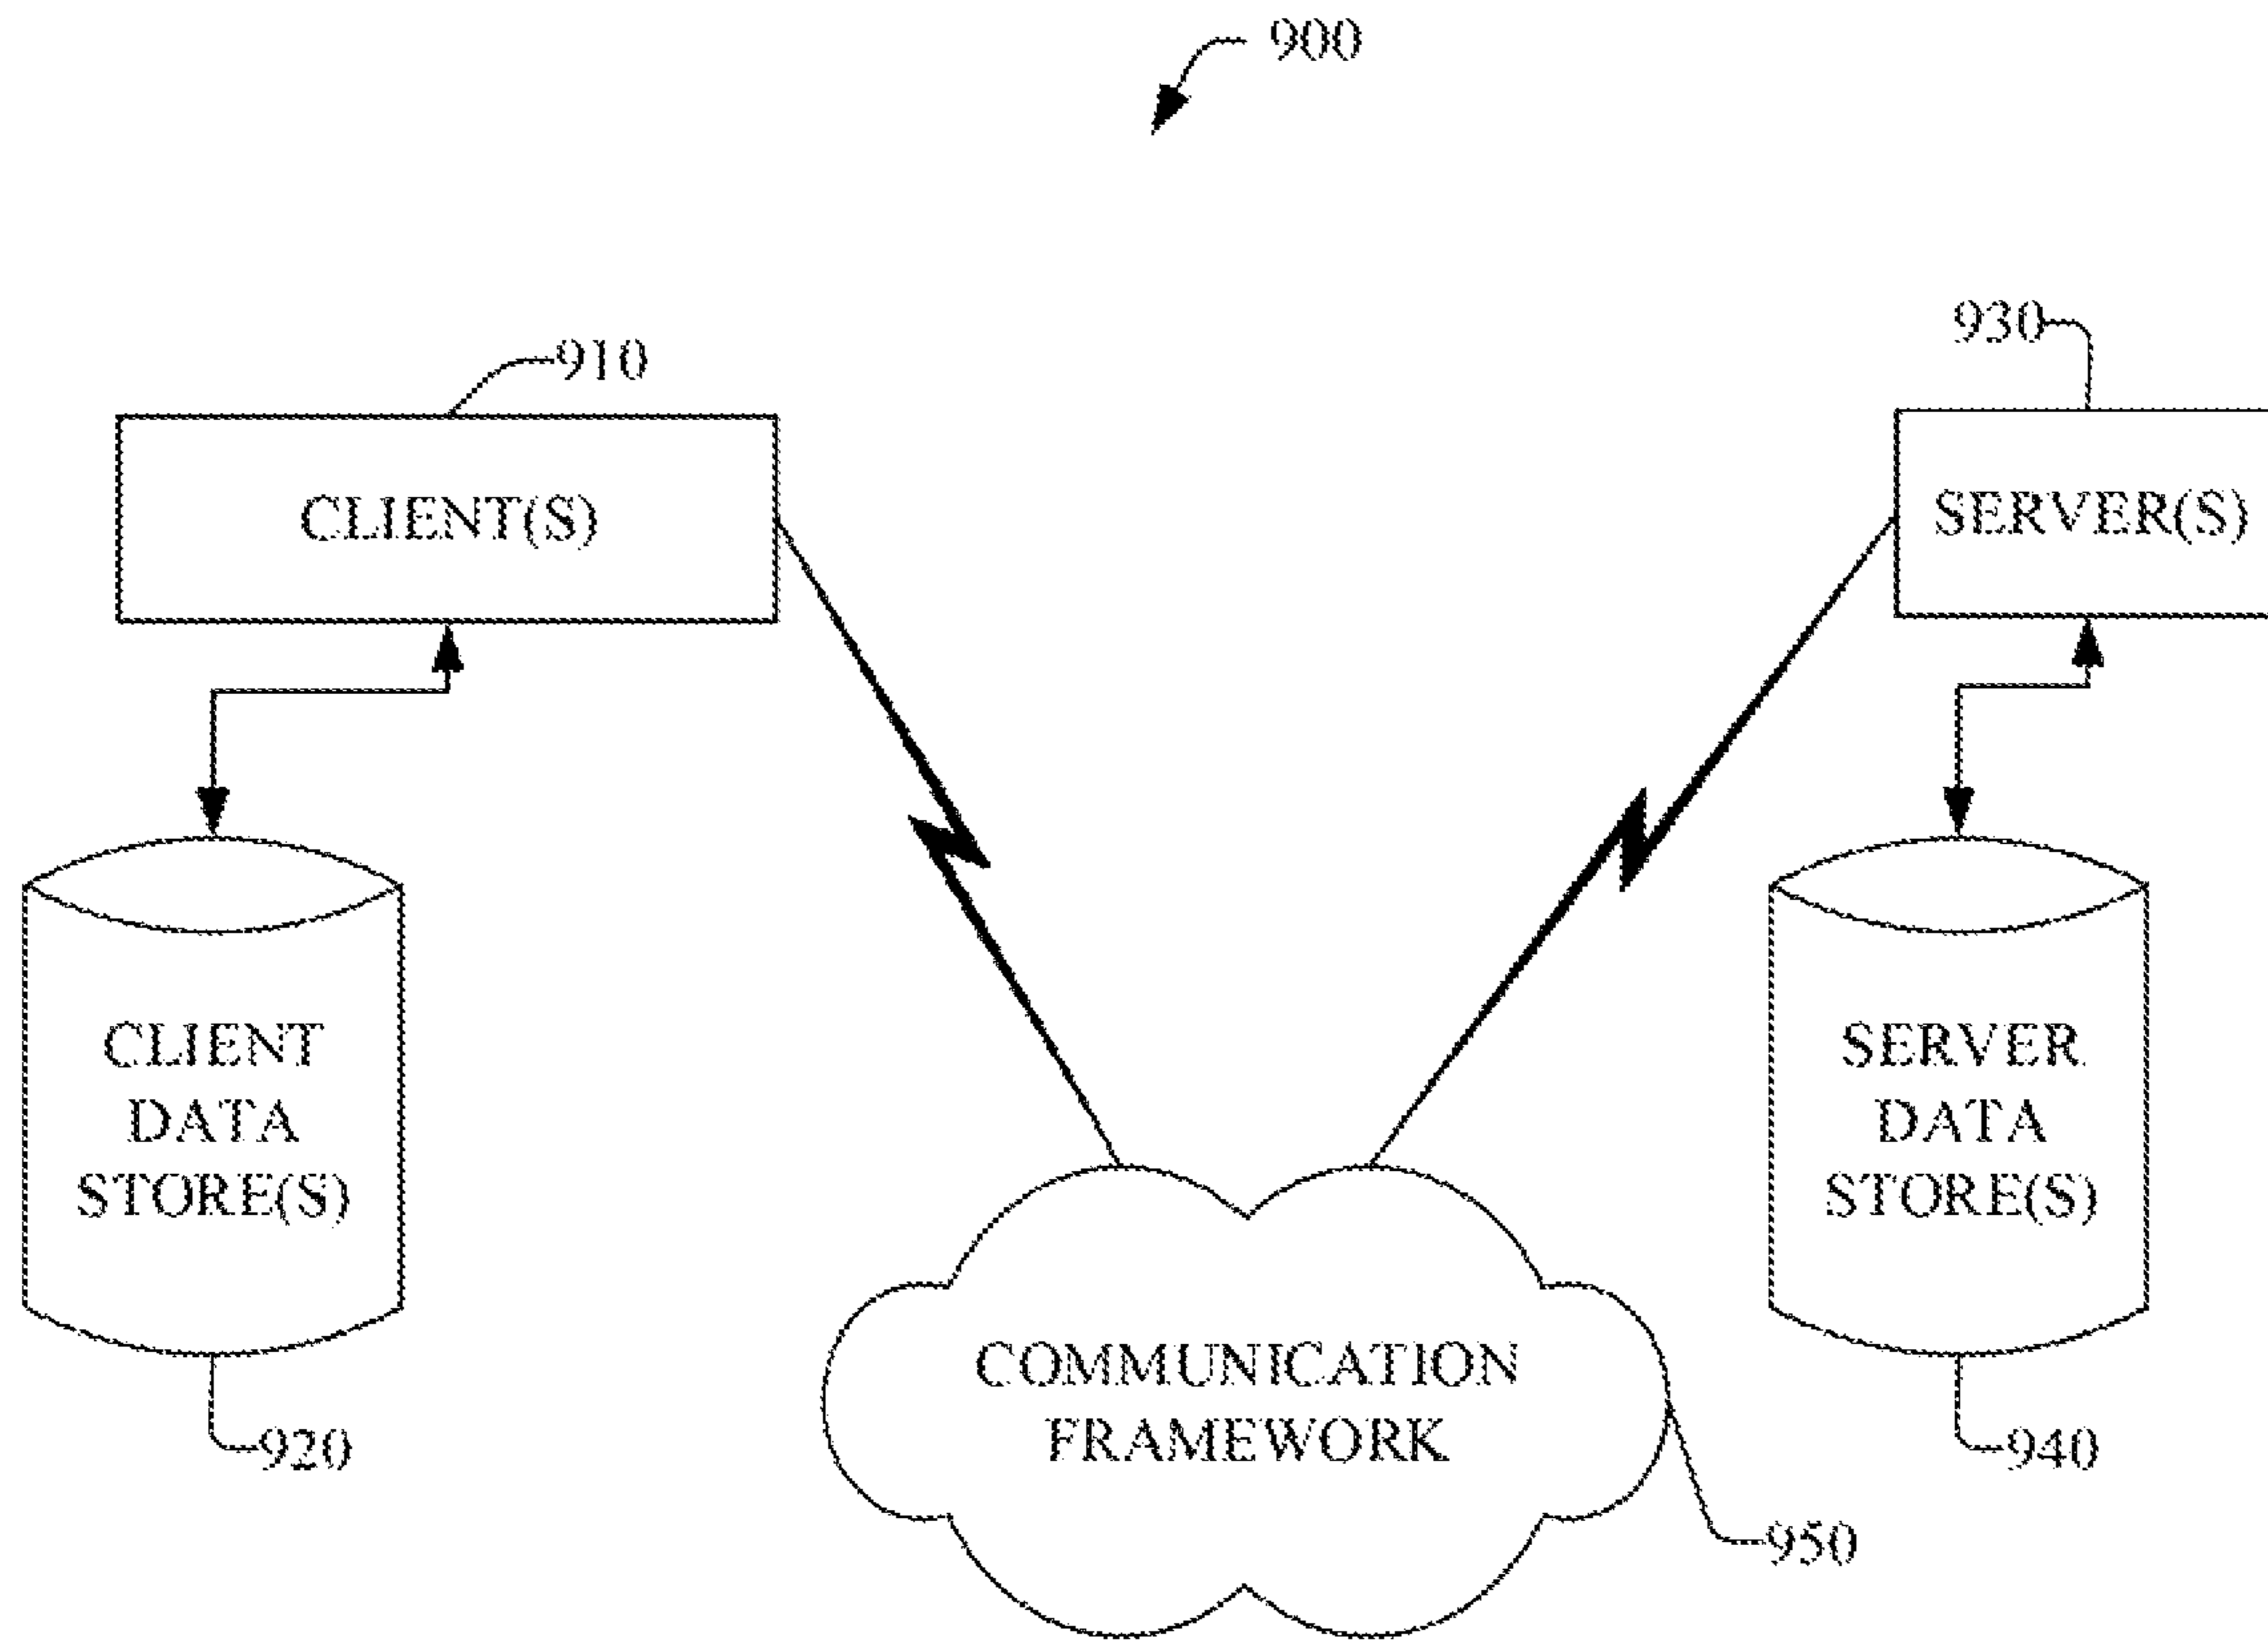 900
910
930
CLIENT(S)
SERVER(S)
CLIENT
DATA
STORE(S)
SERVER
DATA
STORE(S)
COMMUNICATION
FRAMEWORK
920
940
950